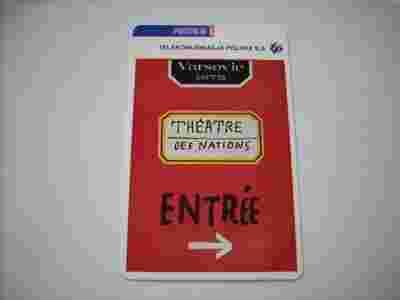 TELEKOMUNIKACJA POLSKA S.A.
Varsovie
THÉATRE
DES NATIONS
ENTRÉE